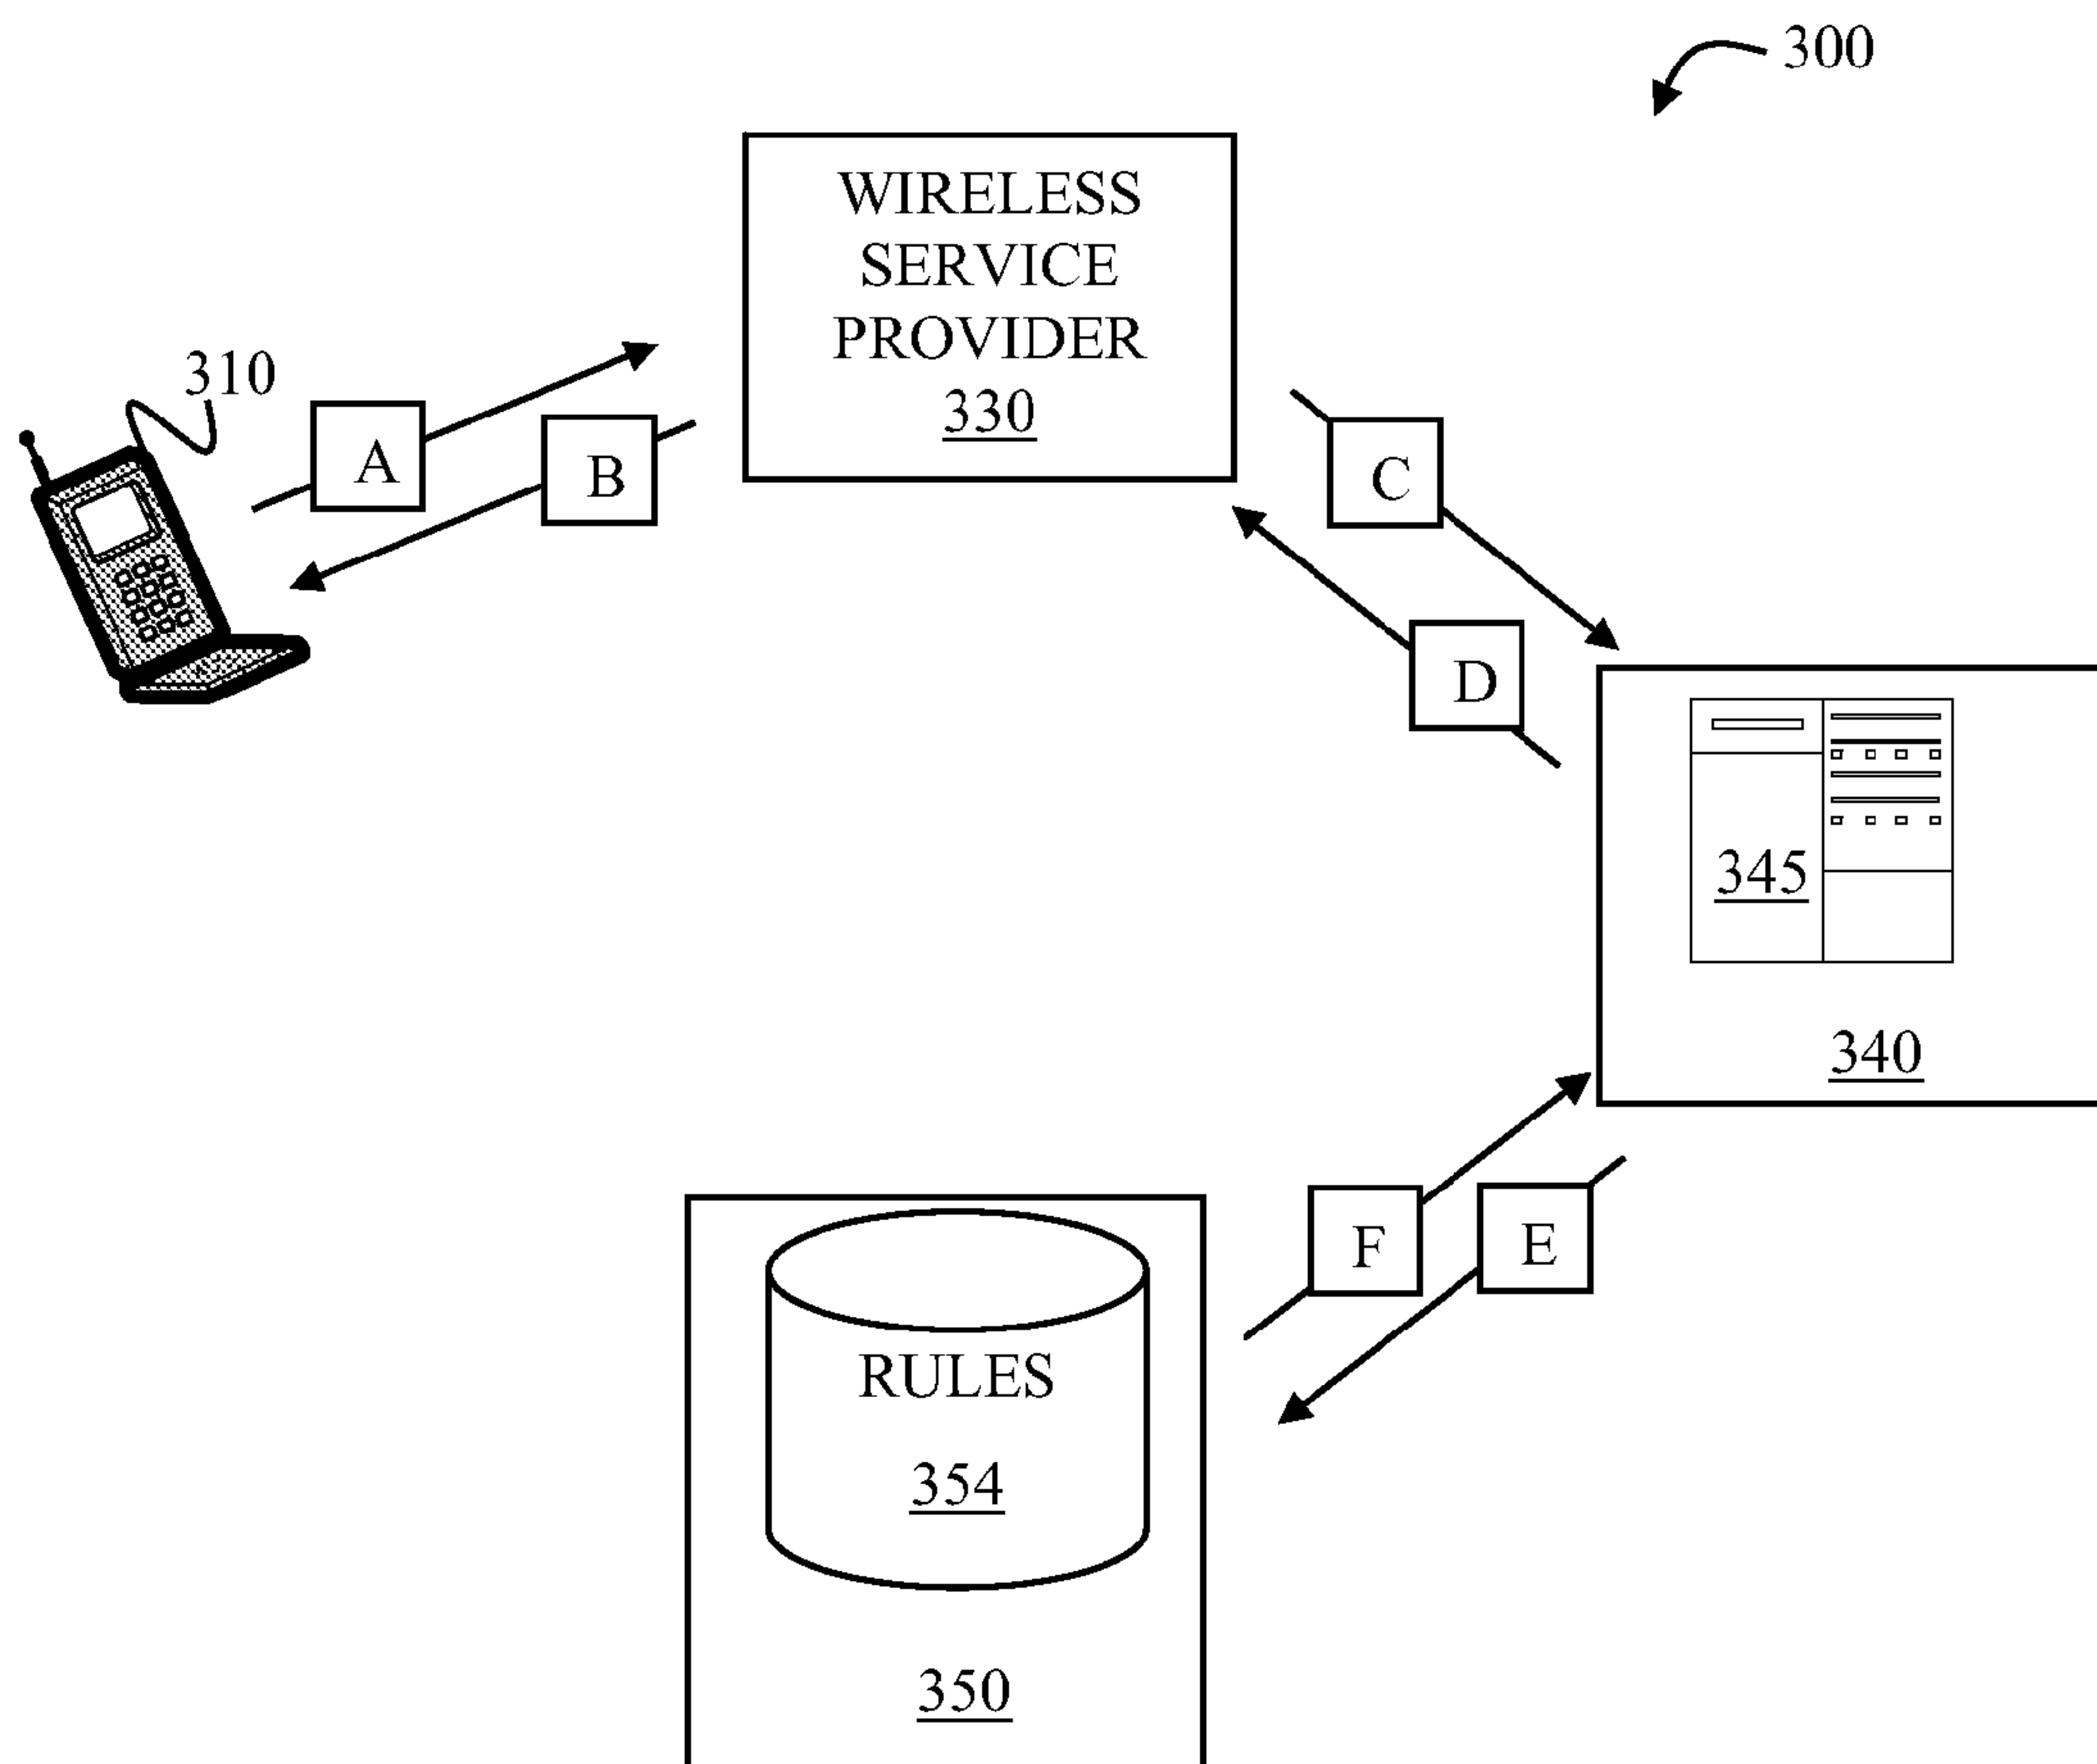 300
WIRELESS
SERVICE
PROVIDER
330
310
A
B
C
D
345
340
F
E
RULES
354
350